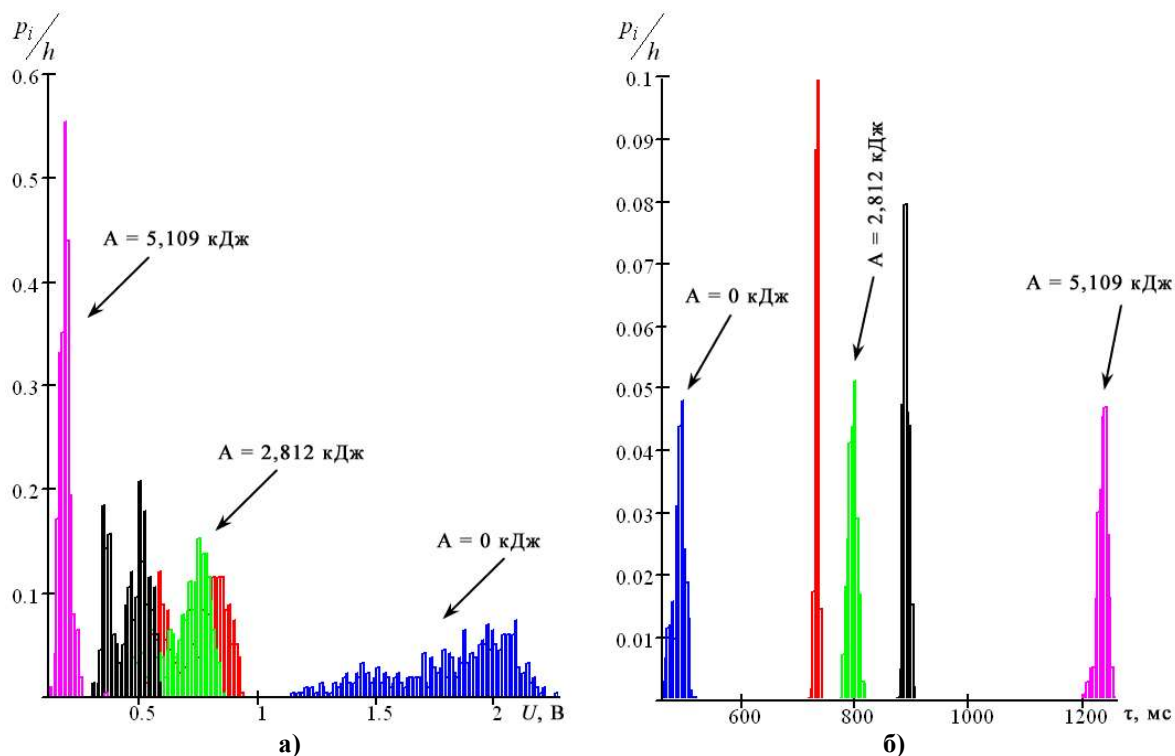 p_i/h
0.6
0.5
0.4
0.3
0.2
0.1
A = 5,109 кДж
A = 2,812 кДж
A = 0 кДж
0.5
1
1.5
2
U, В
а)
p_i/h
0.1
0.09
0.08
0.07
0.06
0.05
0.04
0.03
0.02
0.01
A = 0 кДж
A = 2,812 кДж
A = 5,109 кДж
600
800
1000
1200
τ, мс
б)